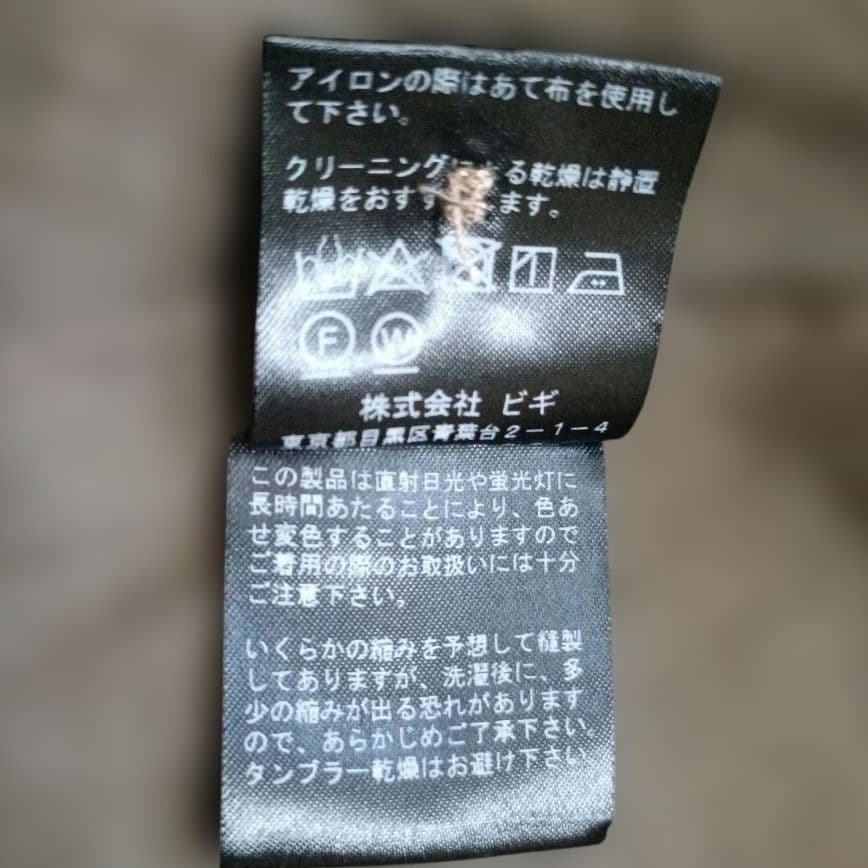 アイロンの際はあて布を使用し
て下さい。
クリーニング る乾燥は静置
乾燥をおすす ます。
F W
株式会社 ビギ
東京都目黒区青葉台2-1-4
この製品は直射日光や蛍光灯に
長時間あたることにより、色あ
せ変色することがありますので
ご着用の際のお取扱いには十分
ご注意下さい。
いくらかの縮みを予想して縫製
してありますが、洗濯後に、多
少の縮みが出る恐れがあります
ので、あらかじめご了承下さい。
タンブラー乾燥はお避け下さい